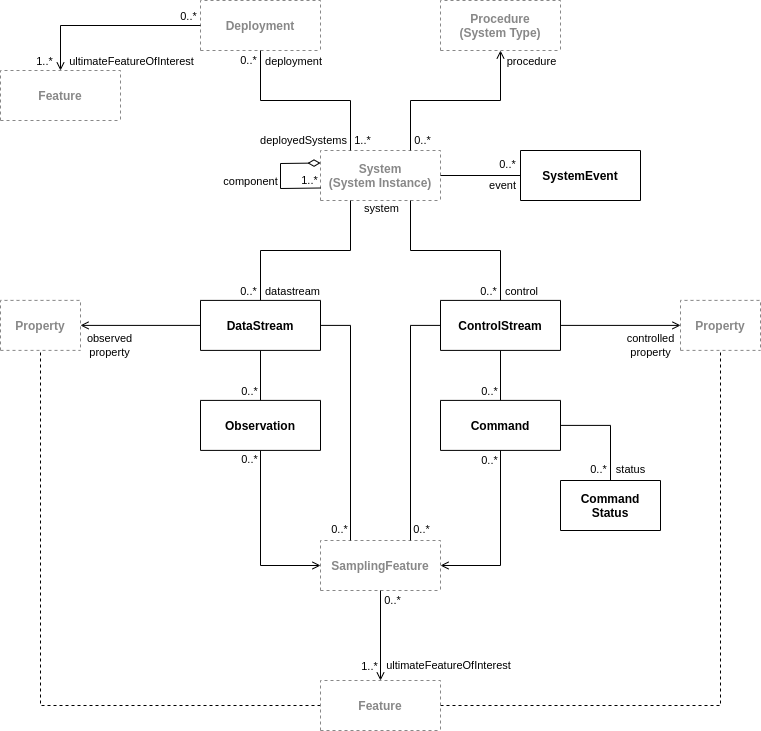 0..*
Deployment
Procedure
(System Type)
1..*
ultimateFeatureOfInterest
0..*
deployment
procedure
Feature
deployedSystems
1..*
0..*
component
1..*
System
(System Instance)
0..*
event
SystemEvent
system
0..*
datastream
0..*
control
Property
observed
property
DataStream
ControlStream
controlled
property
Property
0..*
0..*
Observation
Command
0..*
0..*
0..*
status
Command
Status
0..*
0..*
SamplingFeature
0..*
1..*
ultimateFeatureOfInterest
Feature